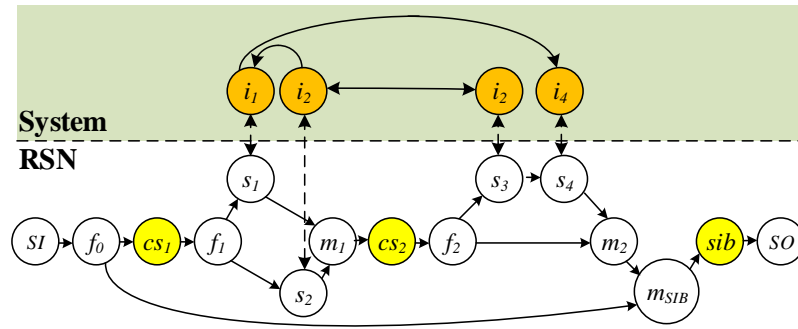 i1 i2 i2 i4
System
RSN
s1 s3 s4
SI f0 cs1 f1 m1 cs2 f2 m2 sib SO
s2 mSIB